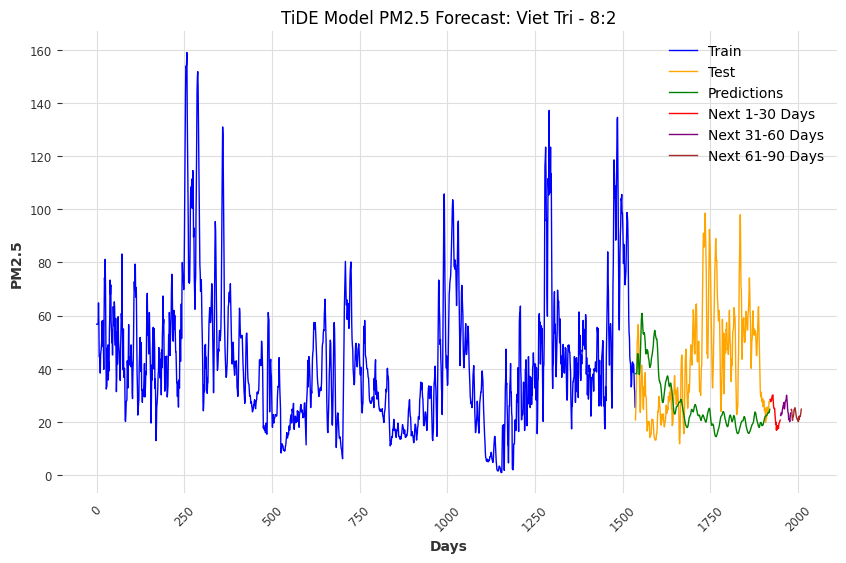 TiDE Model PM2.5 Forecast: Viet Tri - 8:2
Train
Test
Predictions
Next 1-30 Days
Next 31-60 Days
Next 61-90 Days
PM2.5
160
140
120
100
80
60
40
20
0
0
250
500
750
1000
1250
1500
1750
2000
Days